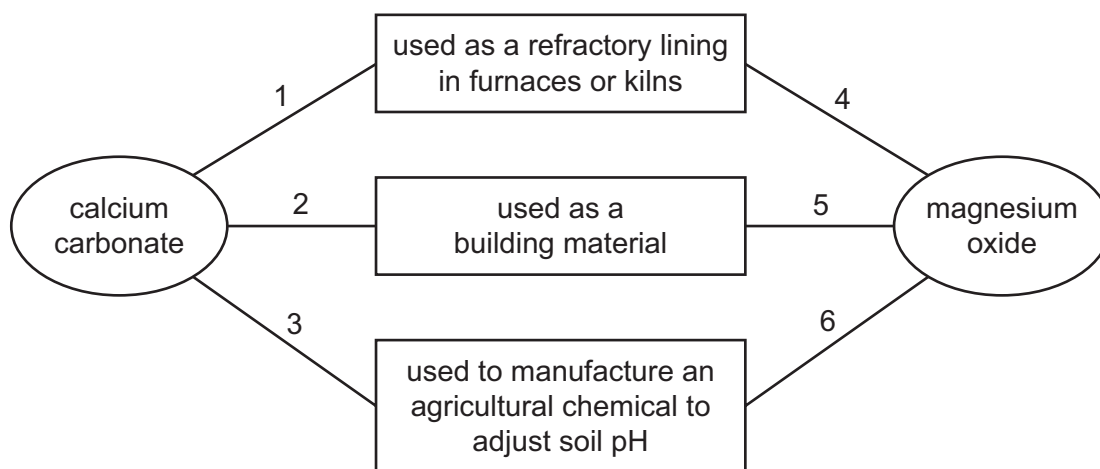 used as a refractory lining
in furnaces or kilns
1
4
calcium
carbonate
2
used as a
building material
5
magnesium
oxide
3
6
used to manufacture an
agricultural chemical to
adjust soil pH